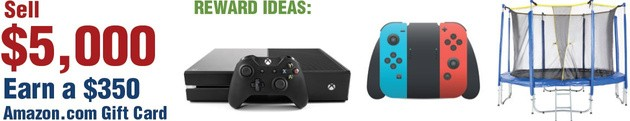 Sell
$5,000
Earn a $350
Amazon.com Gift Card
REWARD IDEAS: